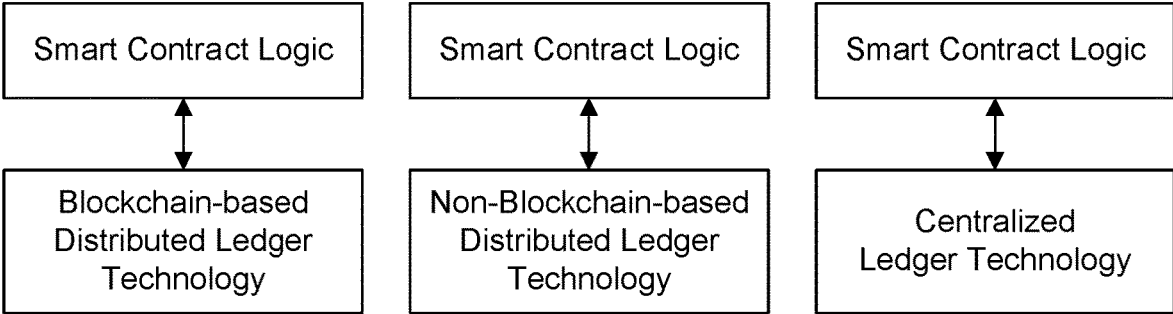 Smart Contract Logic
Smart Contract Logic
Smart Contract Logic
Blockchain-based
Distributed Ledger
Technology
Non-Blockchain-based
Distributed Ledger
Technology
Centralized
Ledger Technology